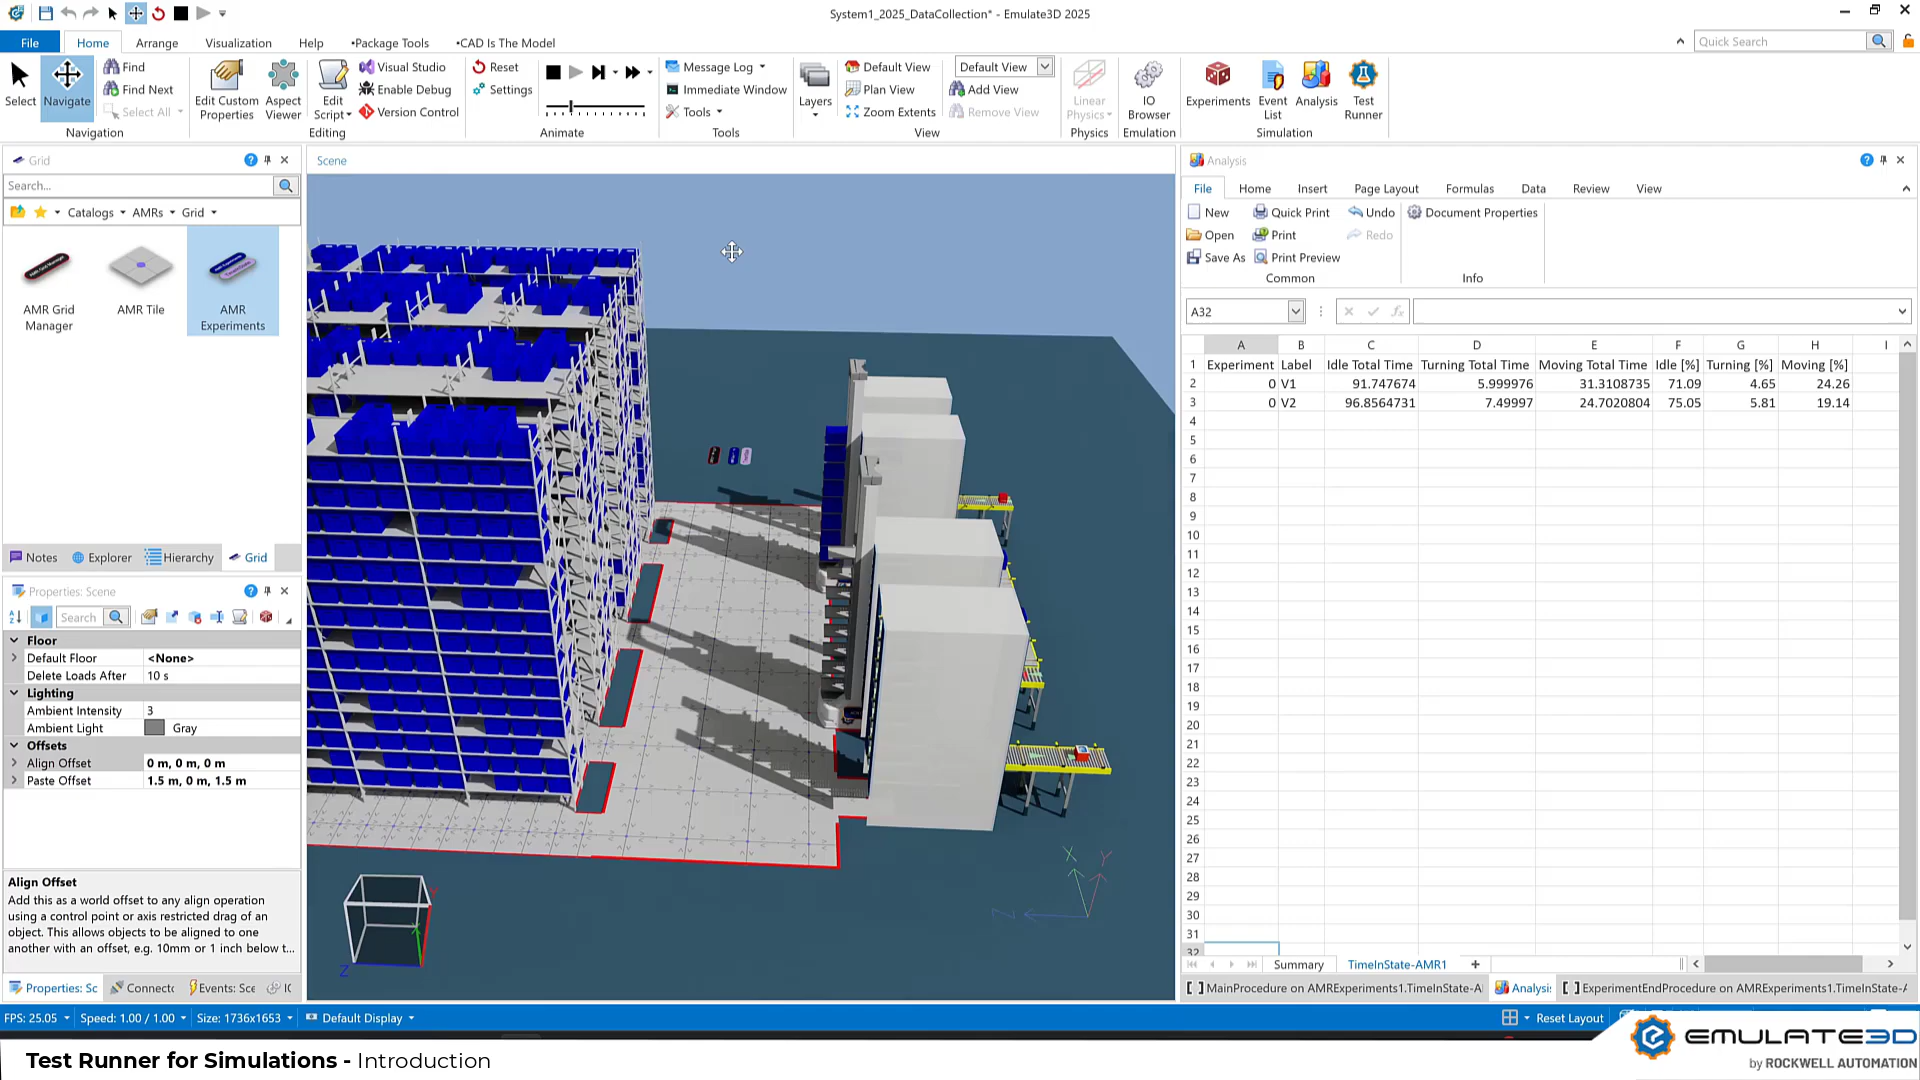 System1_2025_DataCollection* - Emulate3D 2025
File Home Arrange Visualization Help •Package Tools •CAD Is The Model Quick Search
Select
Navigate
Find
Find Next
Select All
Navigation
Edit Custom Properties
Aspect Viewer
Edit Script
Visual Studio
Enable Debug
Version Control
Editing
Reset
Settings
Animate
Message Log
Immediate Window
Tools
Tools
Layers
Default View
Plan View
Zoom Extents
Default View
Add View
Remove View
View
Linear Physics
Physics
IO Browser
Emulation
Experiments
Event List
Analysis
Test Runner
Simulation
Grid
Search...
Catalogs AMRs Grid
AMR Grid Manager
AMR Tile
AMR Experiments
Notes Explorer Hierarchy Grid
Properties: Scene
Search
Floor
Default Floor <None>
Delete Loads After 10 s
Lighting
Ambient Intensity 3
Ambient Light Gray
Offsets
Align Offset 0 m, 0 m, 0 m
Paste Offset 1.5 m, 0 m, 1.5 m
Align Offset
Add this as a world offset to any align operation
using a control point or axis restricted drag of an
object. This allows objects to be aligned to one
another with an offset, e.g. 10mm or 1 inch below t...
Properties: Sc Connectc Events: Sce IC
Scene
X Y Z
Y Z
Analysis
File Home Insert Page Layout Formulas Data Review View
New Quick Print Undo Document Properties
Open Print Redo
Save As Print Preview
Common Info
A32
A B C D E F G H I
1 Experiment Label Idle Total Time Turning Total Time Moving Total Time Idle [%] Turning [%] Moving [%]
2 0 V1 91.747674 5.999976 31.3108735 71.09 4.65 24.26
3 0 V2 96.8564731 7.49997 24.7020804 75.05 5.81 19.14
4
5
6
7
8
9
10
11
12
13
14
15
16
17
18
19
20
21
22
23
24
25
26
27
28
29
30
31
32
Summary TimeInState-AMR1
MainProcedure on AMRExperiments1.TimeInState-A Analysis ExperimentEndProcedure on AMRExperiments1.TimeInState-A
FPS: 25.05 Speed: 1.00 / 1.00 Size: 1736x1653 Default Display Reset Layout
Test Runner for Simulations - Introduction
EMULATE3D
by ROCKWELL AUTOMATION